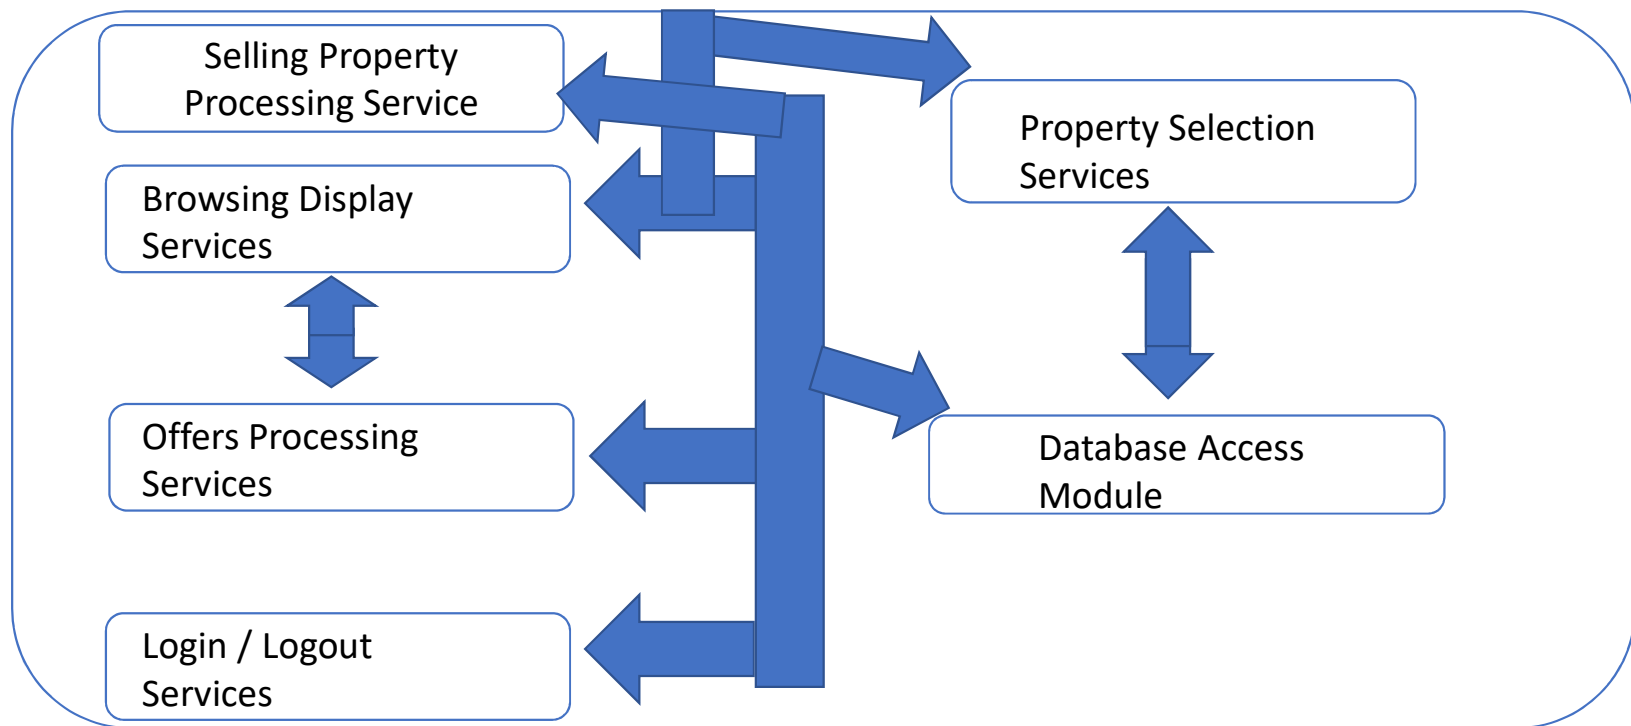 Selling Property
Processing Service
Browsing Display
Services
Offers Processing
Services
Login / Logout
Services
Property Selection
Services
Database Access
Module